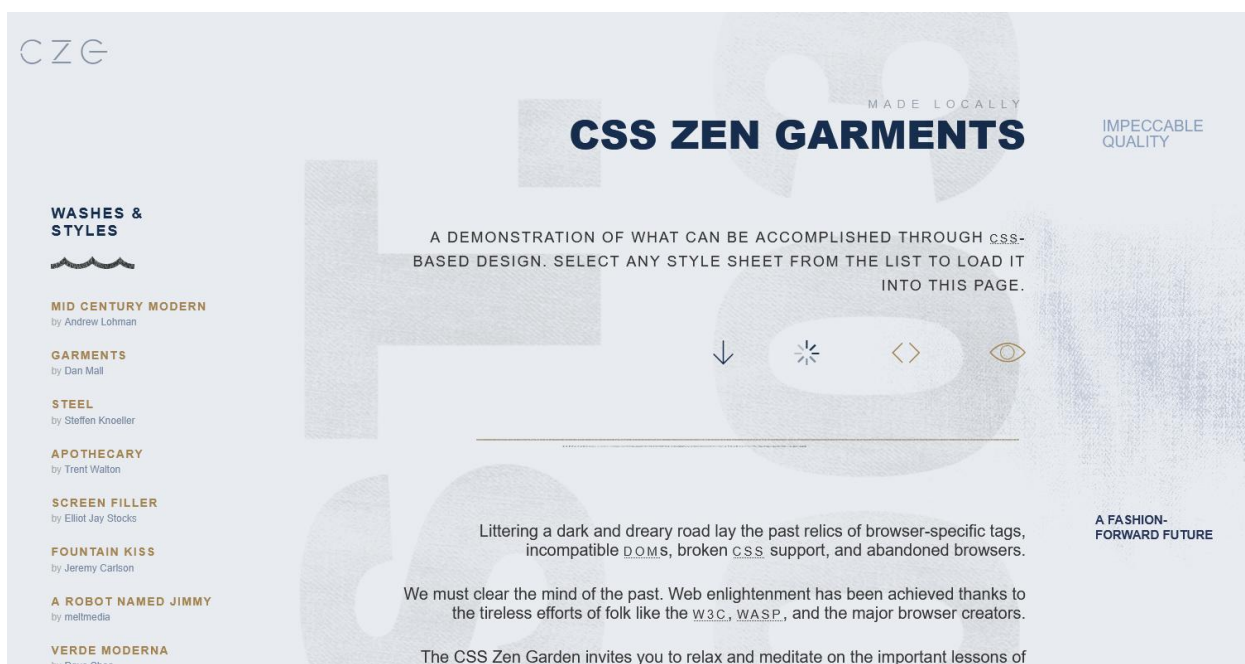 CZG
MADE LOCALLY
CSS ZEN GARMENTS
IMPECCABLE
QUALITY
WASHES &
STYLES
A DEMONSTRATION OF WHAT CAN BE ACCOMPLISHED THROUGH CSS-
BASED DESIGN. SELECT ANY STYLE SHEET FROM THE LIST TO LOAD IT
INTO THIS PAGE.
MID CENTURY MODERN
by Andrew Lohman
GARMENTS
by Dan Mall
STEEL
by Steffen Knoeller
APOTHECARY
by Trent Walton
SCREEN FILLER
by Elliot Jay Stocks
FOUNTAIN KISS
by Jeremy Carlson
A ROBOT NAMED JIMMY
by meltmedia
VERDE MODERNA
Littering a dark and dreary road lay the past relics of browser-specific tags,
incompatible DOMs, broken CSS support, and abandoned browsers.
A FASHION-
FORWARD FUTURE
We must clear the mind of the past. Web enlightenment has been achieved thanks to
the tireless efforts of folk like the W3C, WASP, and the major browser creators.
The CSS Zen Garden invites you to relax and meditate on the important lessons of